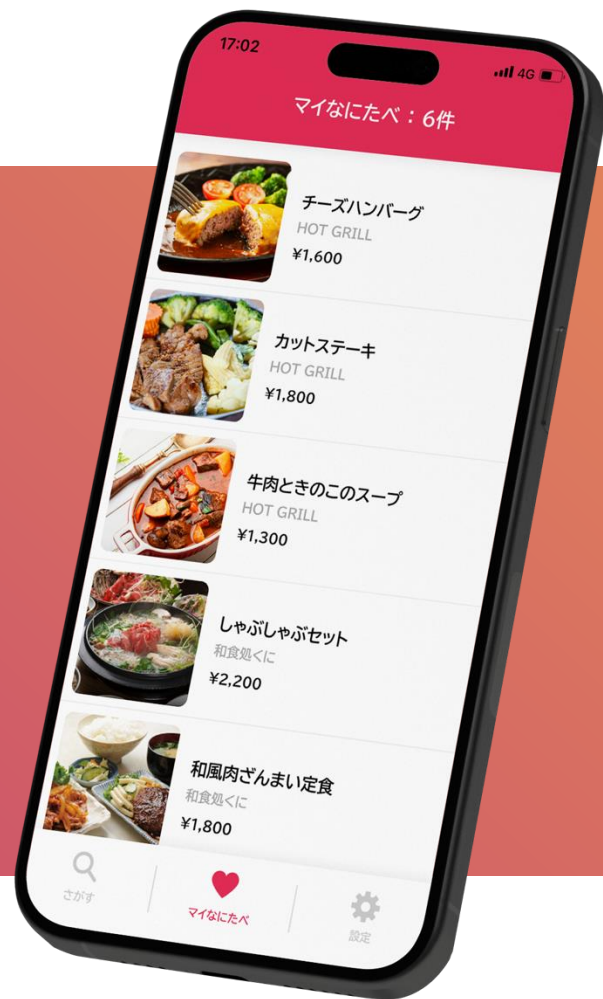 17:02
4G
マイなにたべ：6件
チーズハンバーグ
HOT GRILL
¥1,600
カットステーキ
HOT GRILL
¥1,800
牛肉ときのこのスープ
HOT GRILL
¥1,300
しゃぶしゃぶセット
和食処くに
¥2,200
和風肉ざんまい定食
和食処くに
¥1,800
さがす
マイなにたべ
設定